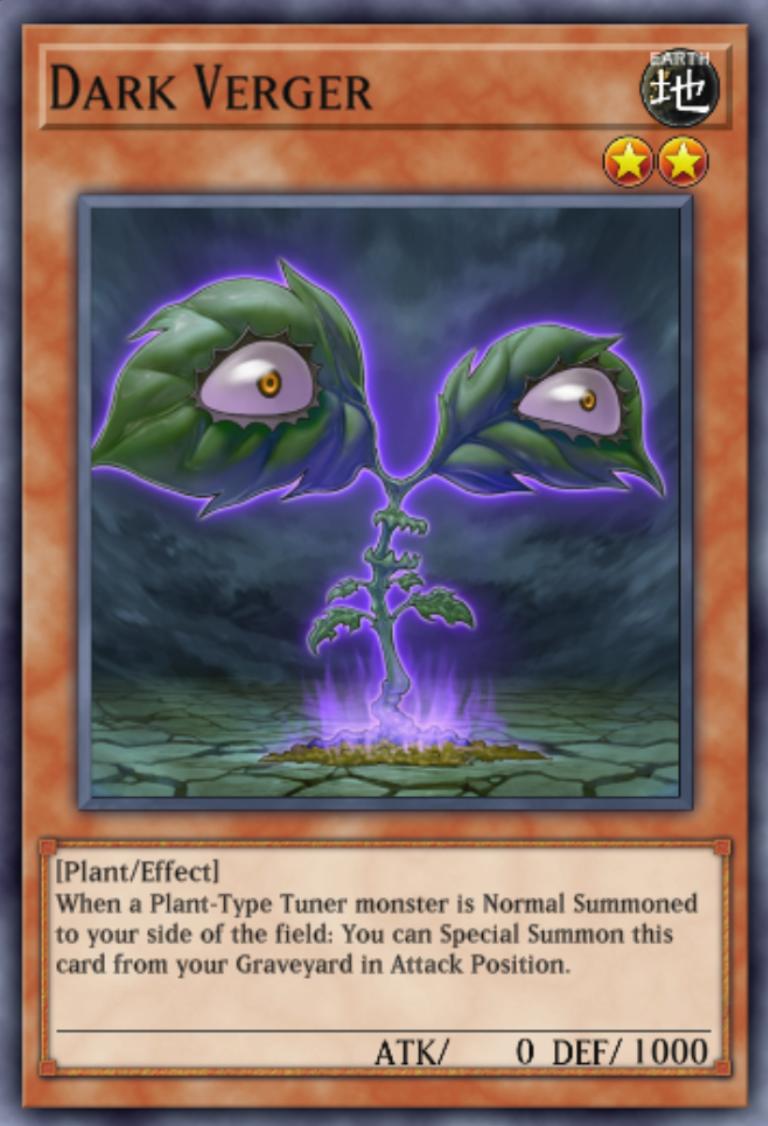 Dark Verger
EARTH
地
[Plant/Effect]
When a Plant-Type Tuner monster is Normal Summoned
to your side of the field: You can Special Summon this
card from your Graveyard in Attack Position.
ATK/ 0 DEF/ 1000